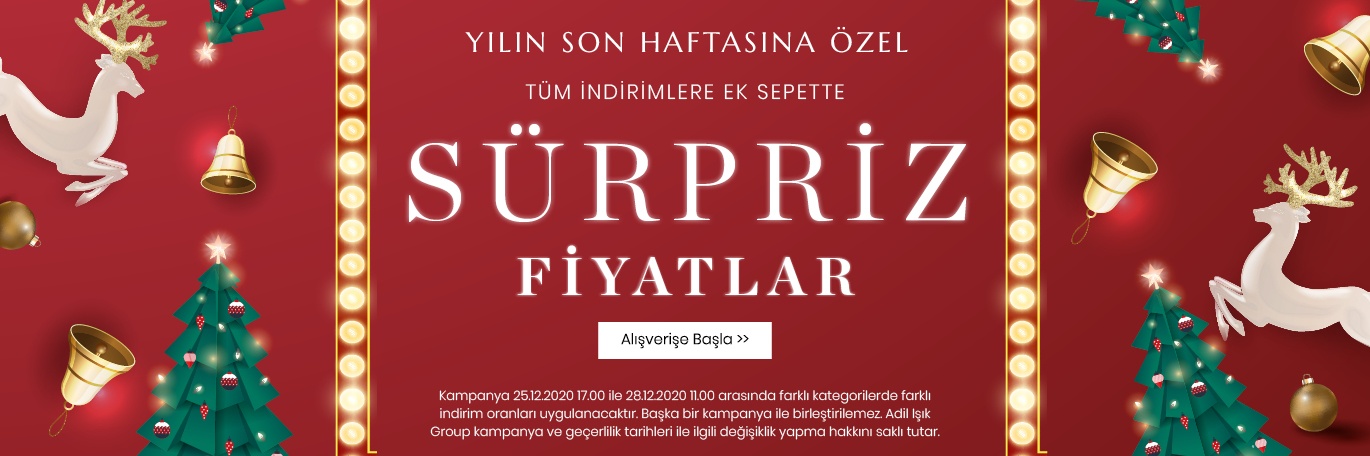 YILIN SON HAFTASINA ÖZEL
TÜM İNDİRİMLERE EK SEPETTE
SÜRPRİZ
FİYATLAR
Alışverişe Başla >>
Kampanya 25.12.2020 17.00 ile 28.12.2020 11.00 arasında farklı kategorilerde farklı
indirim oranları uygulanacaktır. Başka bir kampanya ile birleştirilemez. Adil Işık
Group kampanya ve geçerlilik tarihleri ile ilgili değişiklik yapma hakkını saklı tutar.